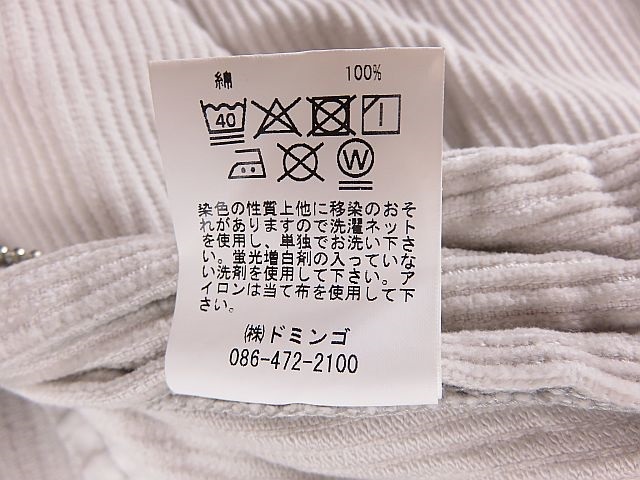 綿 100%
40
W
染色の性質上他に移染のおそ
れがありますので洗濯ネット
を使用し、単独でお洗い下さ
い。蛍光増白剤の入っていな
い洗剤を使用して下さい。ア
イロンは当て布を使用して下
さい。
㈱ドミンゴ
086-472-2100